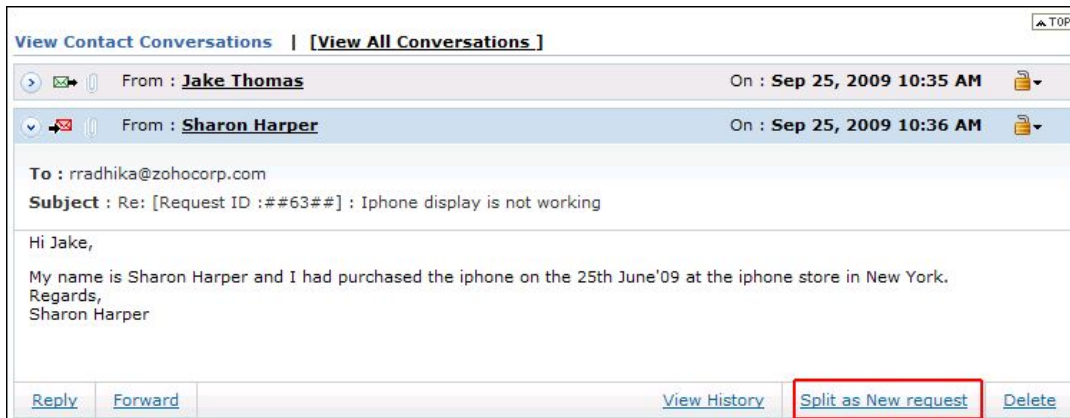 ▲ TOP
View Contact Conversations | [View All Conversations ]
From : Jake Thomas On : Sep 25, 2009 10:35 AM
From : Sharon Harper On : Sep 25, 2009 10:36 AM
To : rradhika@zohocorp.com
Subject : Re: [Request ID :##63##] : Iphone display is not working
Hi Jake,
My name is Sharon Harper and I had purchased the iphone on the 25th June'09 at the iphone store in New York.
Regards,
Sharon Harper
Reply Forward View History Split as New request Delete